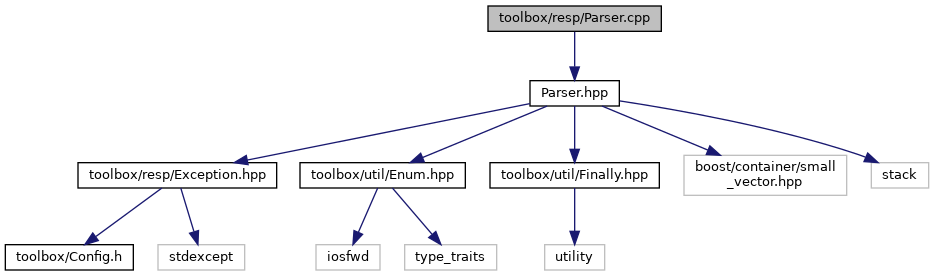 toolbox/resp/Parser.cpp
Parser.hpp
toolbox/resp/Exception.hpp
toolbox/util/Enum.hpp
toolbox/util/Finally.hpp
boost/container/small
_vector.hpp
stack
toolbox/Config.h
stdexcept
iosfwd
type_traits
utility